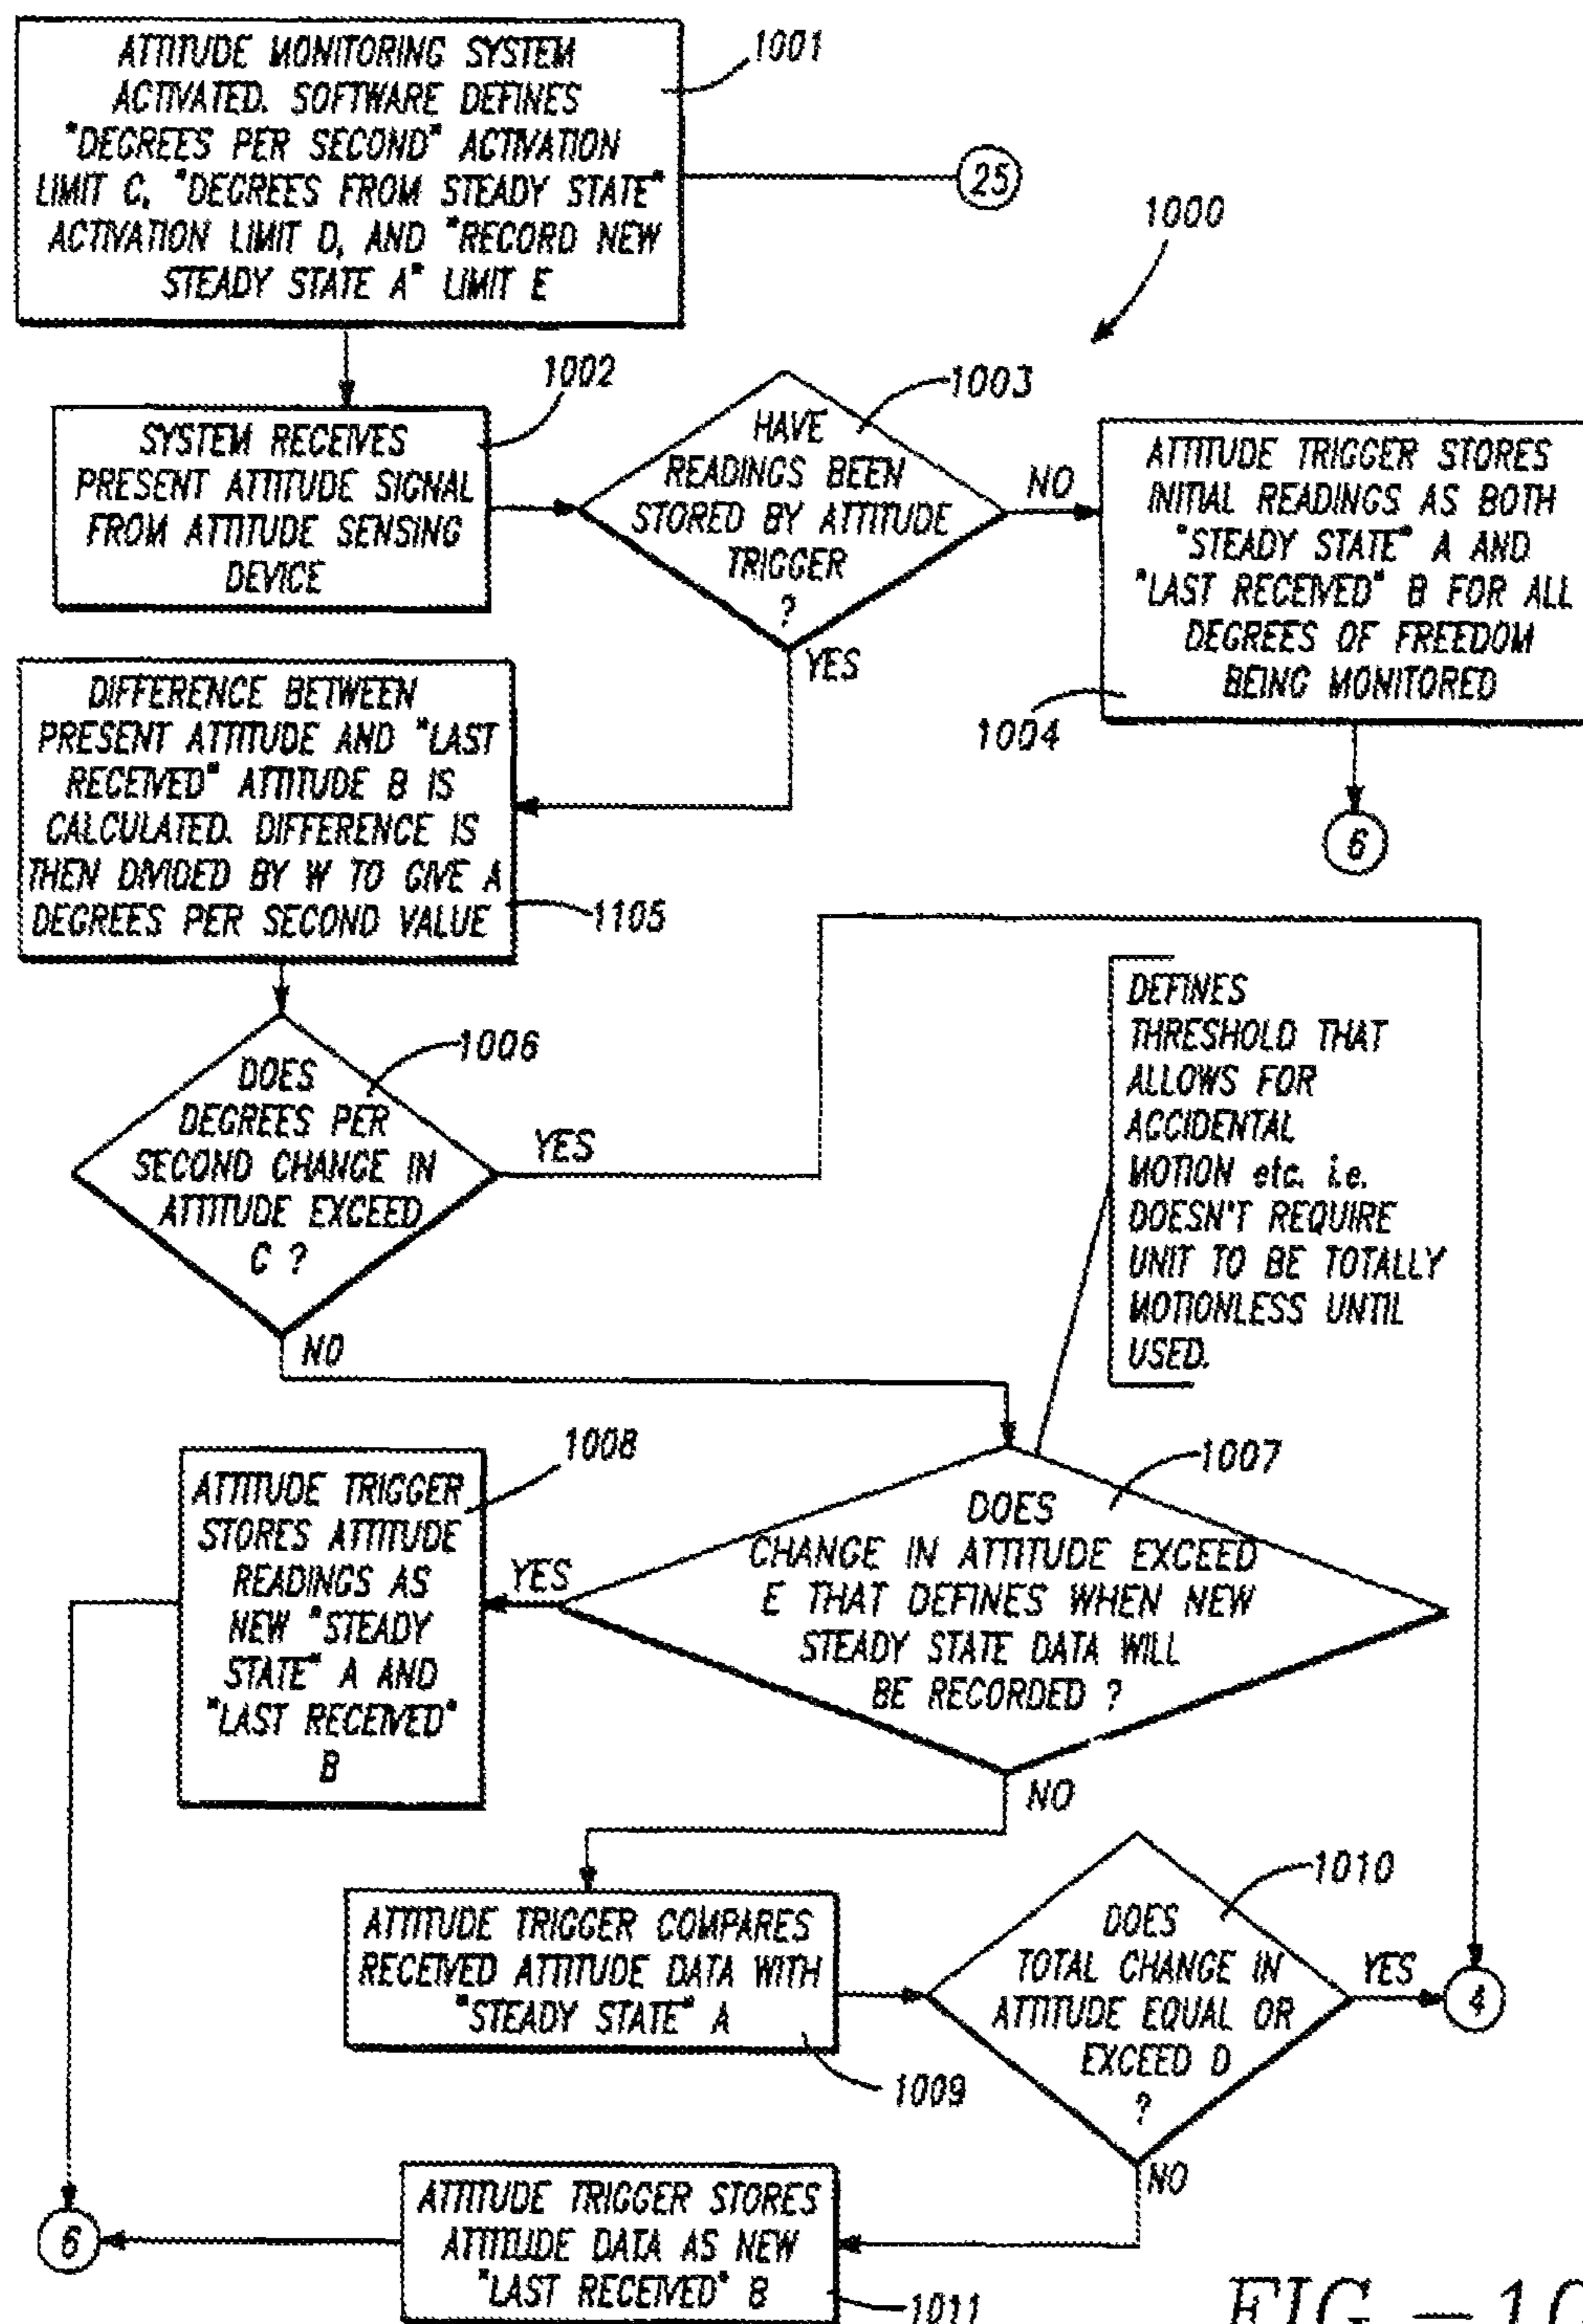 ATTITUDE MONITORING SYSTEM
ACTIVATED. SOFTWARE DEFINES
"DEGREES PER SECOND" ACTIVATION
LIMIT C, "DEGREES FROM STEADY STATE"
ACTIVATION LIMIT D, AND "RECORD NEW
STEADY STATE A" LIMIT E
1001
25
1000
1002
SYSTEM RECEIVES
PRESENT ATTITUDE SIGNAL
FROM ATTITUDE SENSING
DEVICE
1003
HAVE
READINGS BEEN
STORED BY ATTITUDE
TRIGGER
?
NO
YES
ATTITUDE TRIGGER STORES
INITIAL READINGS AS BOTH
"STEADY STATE" A AND
"LAST RECEIVED" B FOR ALL
DEGREES OF FREEDOM
BEING MONITORED
1004
6
DIFFERENCE BETWEEN
PRESENT ATTITUDE AND "LAST
RECEIVED" ATTITUDE B IS
CALCULATED. DIFFERENCE IS
THEN DIVIDED BY W TO GIVE A
DEGREES PER SECOND VALUE
1105
1006
DOES
DEGREES PER
SECOND CHANGE IN
ATTITUDE EXCEED
C ?
YES
NO
DEFINES
THRESHOLD THAT
ALLOWS FOR
ACCIDENTAL
MOTION etc. i.e.
DOESN'T REQUIRE
UNIT TO BE TOTALLY
MOTIONLESS UNTIL
USED.
1007
DOES
CHANGE IN ATTITUDE EXCEED
E THAT DEFINES WHEN NEW
STEADY STATE DATA WILL
BE RECORDED ?
YES
NO
1008
ATTITUDE TRIGGER
STORES ATTITUDE
READINGS AS
NEW "STEADY
STATE" A AND
"LAST RECEIVED"
B
ATTITUDE TRIGGER COMPARES
RECEIVED ATTITUDE DATA WITH
"STEADY STATE" A
1009
1010
DOES
TOTAL CHANGE IN
ATTITUDE EQUAL OR
EXCEED D
?
YES
4
NO
ATTITUDE TRIGGER STORES
ATTITUDE DATA AS NEW
"LAST RECEIVED" B
1011
6
FIG - 10